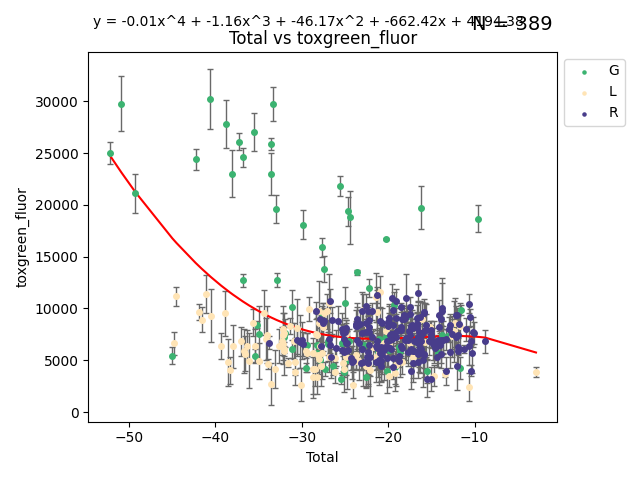 y = -0.01x^4 + -1.16x^3 + -46.17x^2 + -662.42x +
N = 389
Total vs toxgreen_fluor
G
L
R
30000
25000
20000
15000
10000
5000
0
toxgreen_fluor
−50
−40
−30
−20
−10
Total